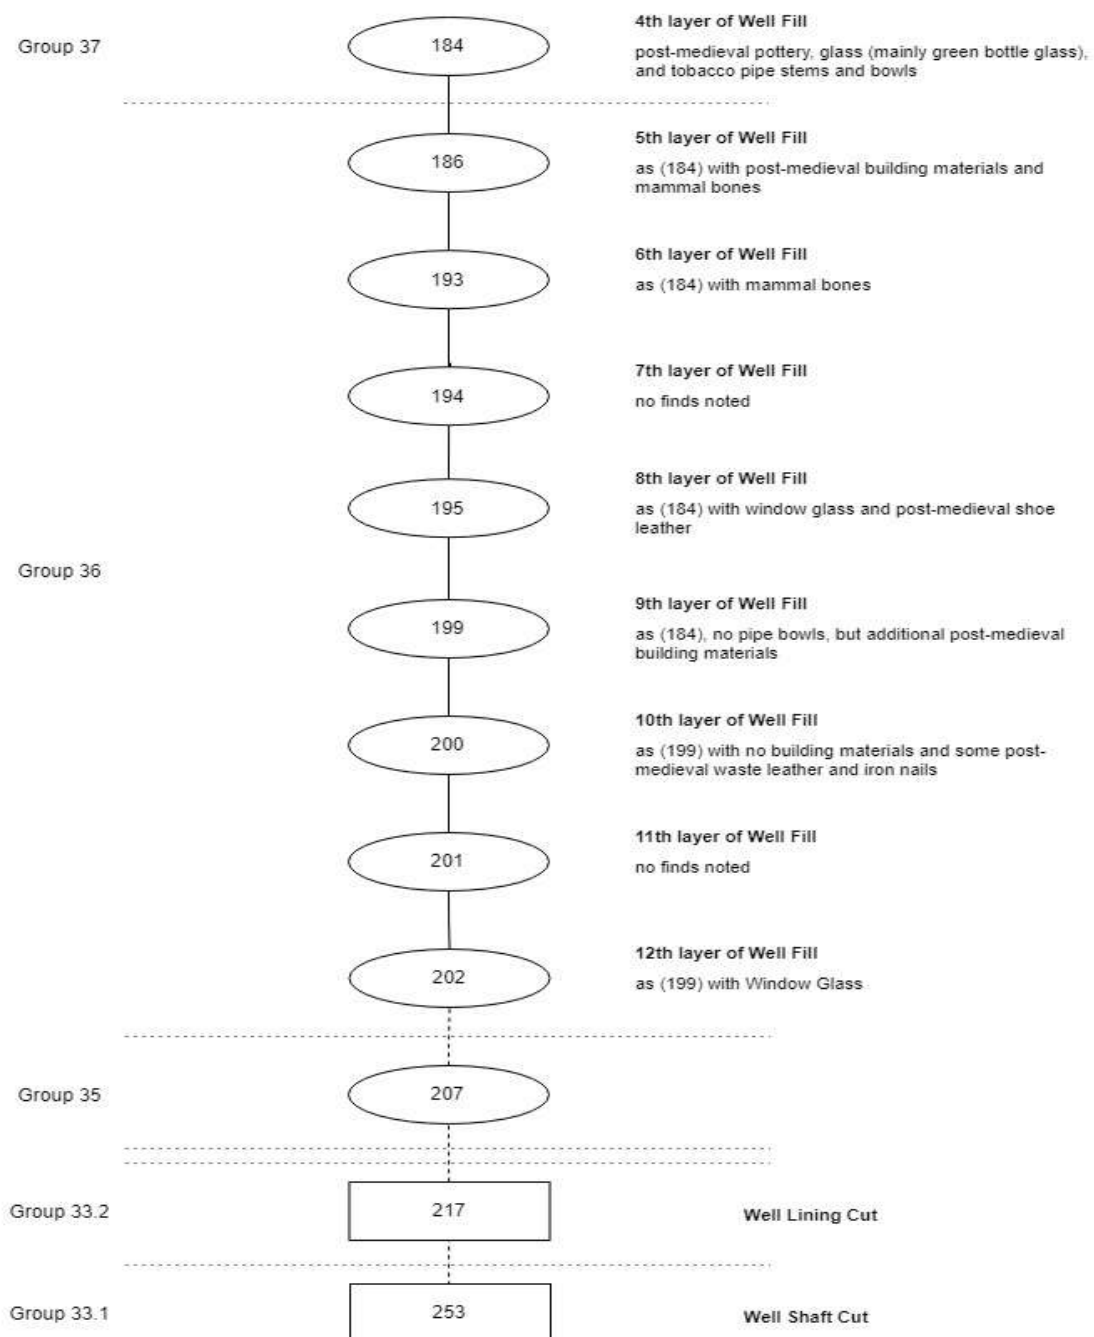 Group 37
184
4th layer of Well Fill
post-medieval pottery, glass (mainly green bottle glass),
and tobacco pipe stems and bowls
186
5th layer of Well Fill
as (184) with post-medieval building materials and
mammal bones
193
6th layer of Well Fill
as (184) with mammal bones
194
7th layer of Well Fill
no finds noted
195
8th layer of Well Fill
as (184) with window glass and post-medieval shoe
leather
Group 36
199
9th layer of Well Fill
as (184), no pipe bowls, but additional post-medieval
building materials
200
10th layer of Well Fill
as (199) with no building materials and some post-
medieval waste leather and iron nails
201
11th layer of Well Fill
no finds noted
202
12th layer of Well Fill
as (199) with Window Glass
Group 35
207
Group 33.2
217
Well Lining Cut
Group 33.1
253
Well Shaft Cut